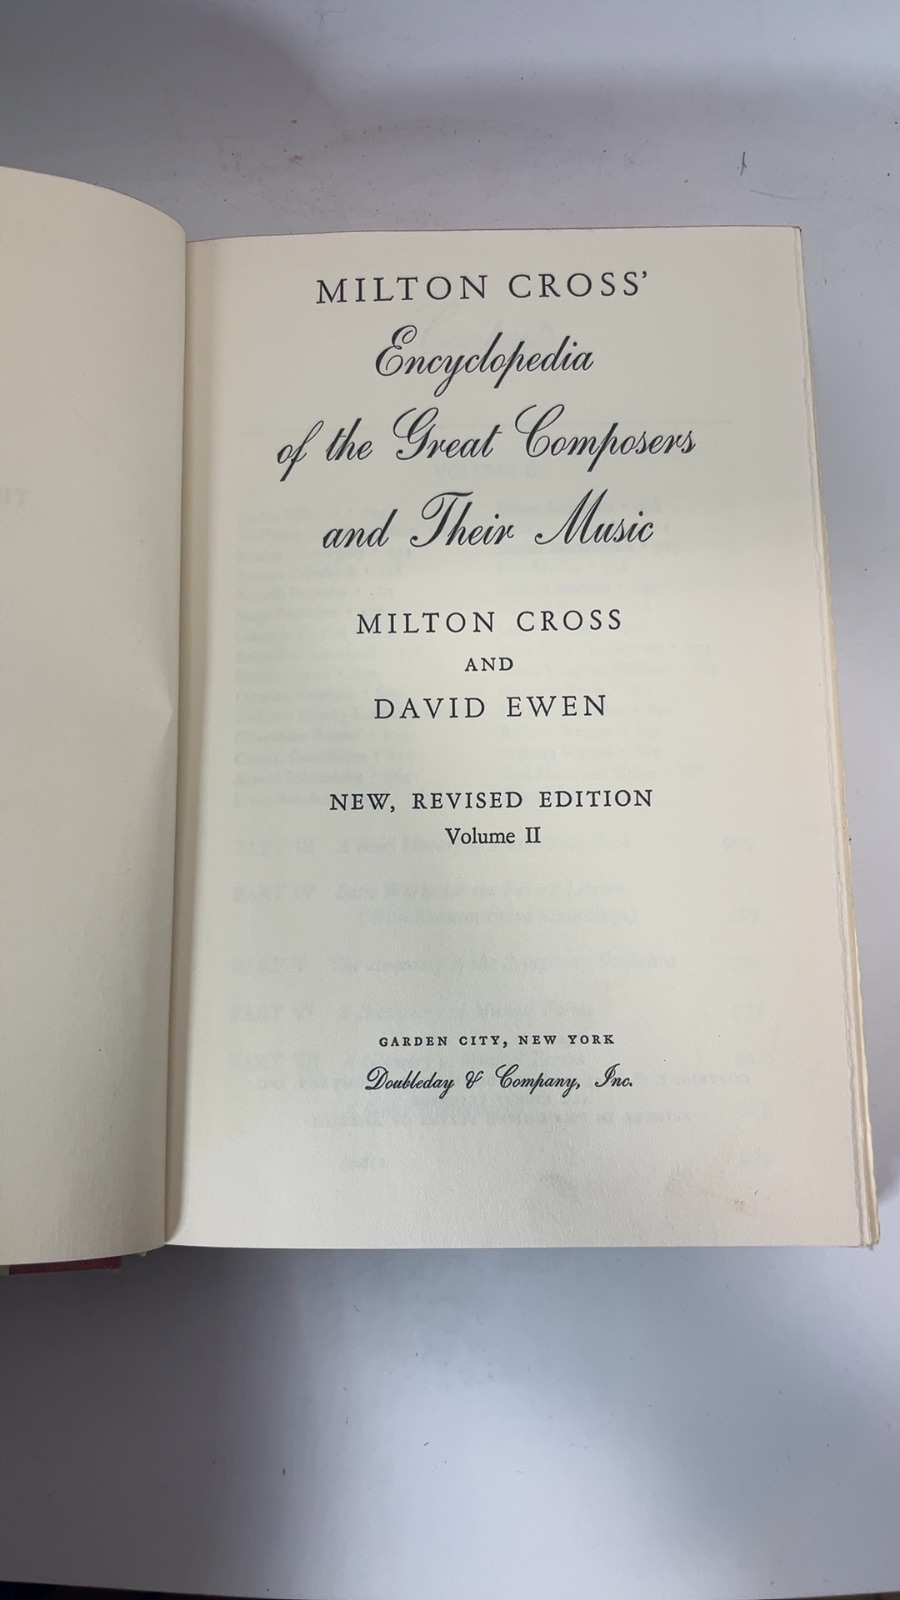 MILTON CROSS'
Encyclopedia
of the Great Composers
and Their Music
MILTON CROSS
AND
DAVID EWEN
NEW, REVISED EDITION
Volume II
GARDEN CITY, NEW YORK
Doubleday & Company, Inc.